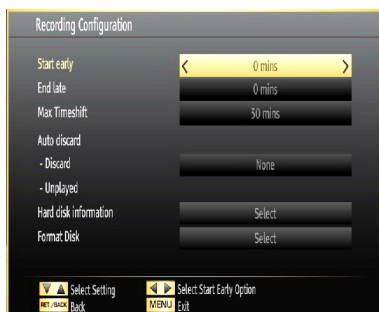 Recording Configuration
Start early 0 mins
End late 0 mins
Max Timeshift 30 mins
Auto discard
- Discard None
- Unplayed
Hard disk information Select
Format Disk Select
Select Setting Select Start Early Option
RET./BACK Back MENU Exit